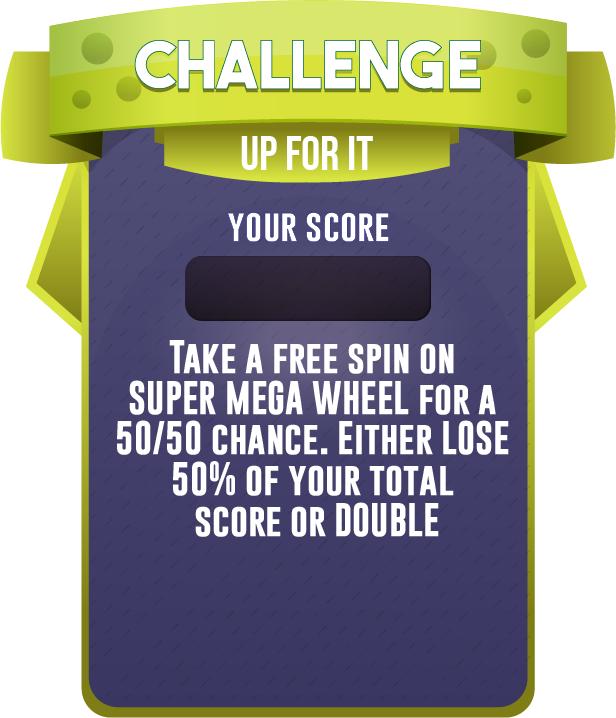 CHALLENGE
UP FOR IT
YOUR SCORE
Take a free spin on
SUPER MEGA WHEEL for a
50/50 chance. Either LOSE
50% of your total
score or DOUBLE